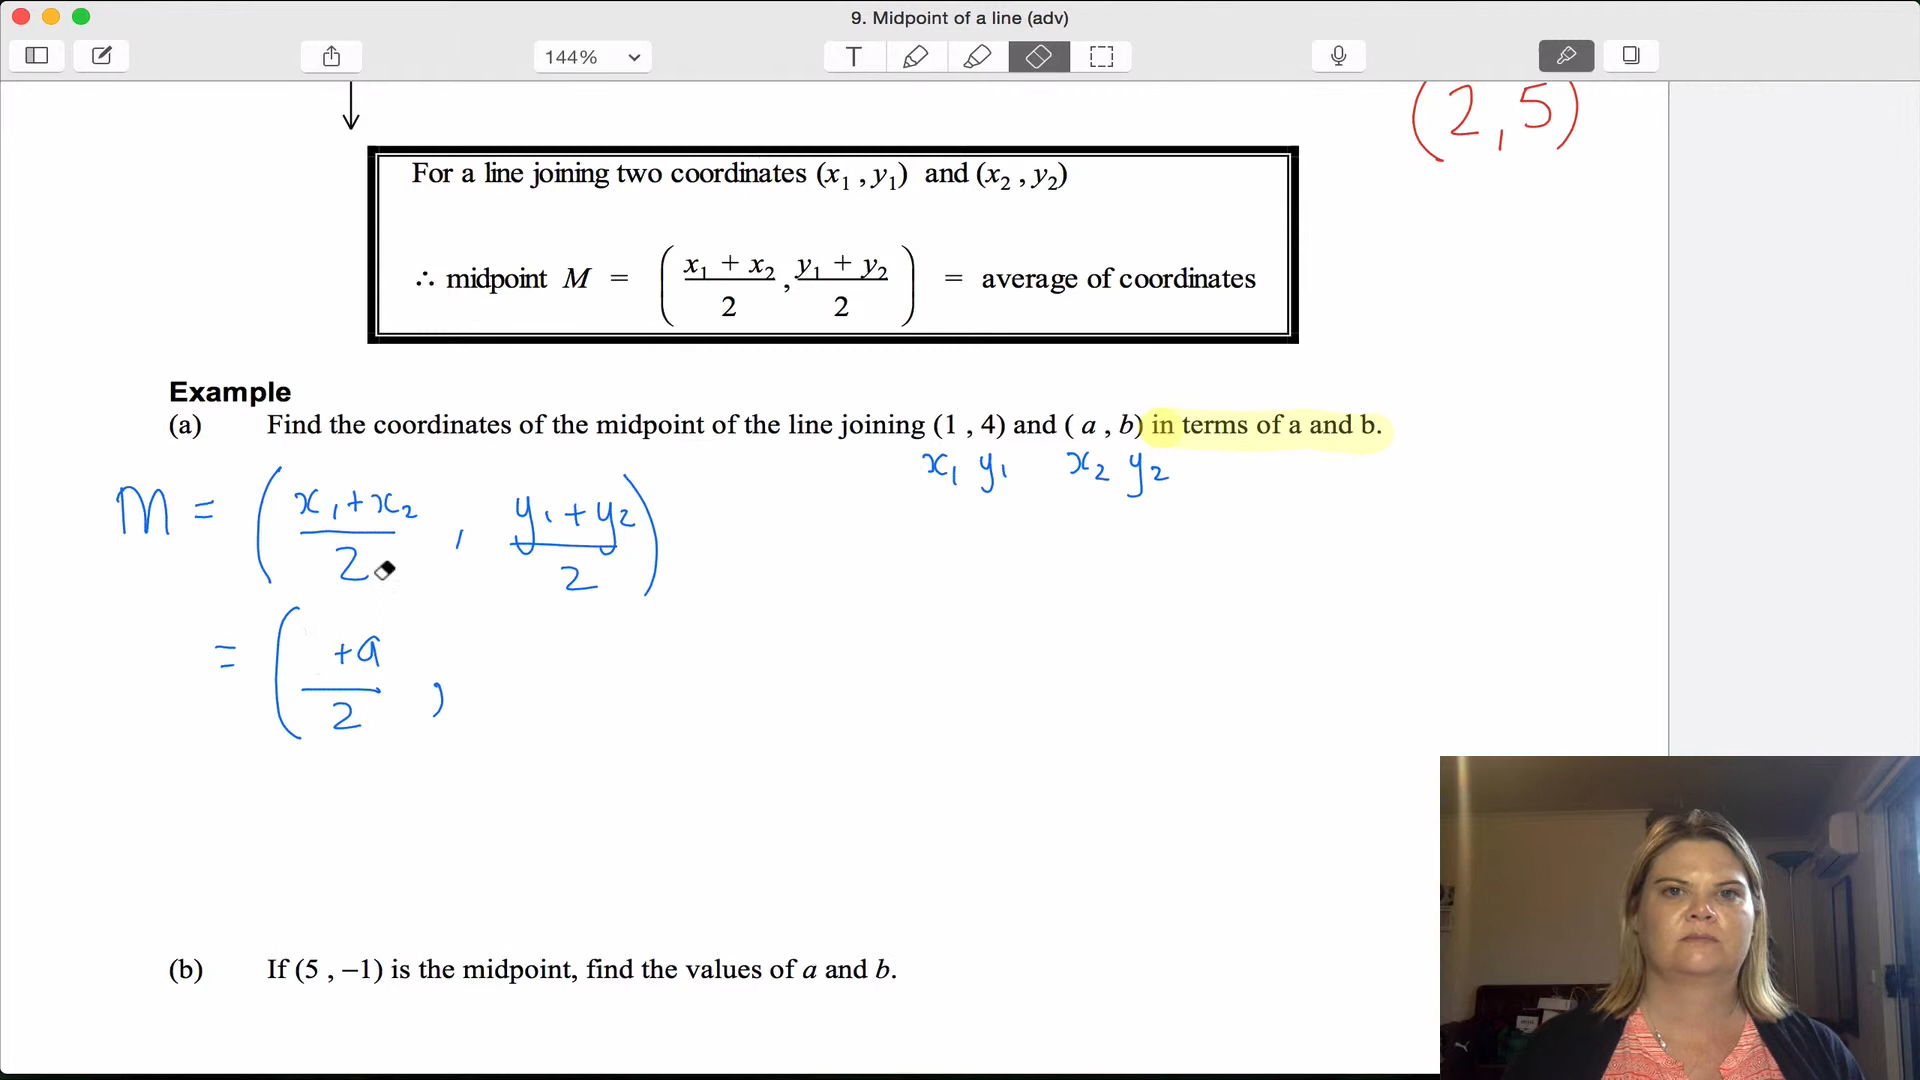 9. Midpoint of a line (adv)
144%
T
(2,5)
For a line joining two coordinates (x₁ , y₁) and (x₂ , y₂)
∴ midpoint M = ( (x₁ + x₂)/2 , (y₁ + y₂)/2 ) = average of coordinates
Example
(a) Find the coordinates of the midpoint of the line joining (1 , 4) and ( a , b) in terms of a and b.
x₁ y₁ x₂ y₂
M = ( (x₁+x₂)/2 , (y₁+y₂)/2 )
= ( (+a)/2 ,
(b) If (5 , −1) is the midpoint, find the values of a and b.